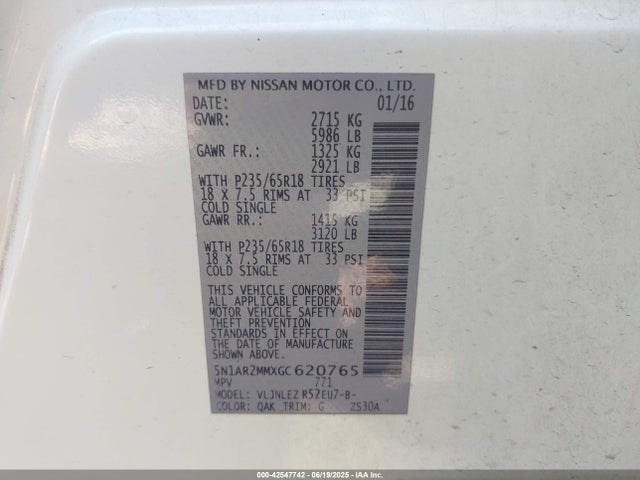 MFD BY NISSAN MOTOR CO., LTD.
DATE: 01/16
GVWR: 2715 KG
5986 LB
GAWR FR.: 1325 KG
2921 LB
WITH P235/65R18 TIRES
18 X 7.5 RIMS AT 33 PSI
COLD SINGLE
GAWR RR.: 1415 KG
3120 LB
WITH P235/65R18 TIRES
18 X 7.5 RIMS AT 33 PSI
COLD SINGLE
THIS VEHICLE CONFORMS TO
ALL APPLICABLE FEDERAL
MOTOR VEHICLE SAFETY AND
THEFT PREVENTION
STANDARDS IN EFFECT ON
THE DATE OF MANUFACTURE
SHOWN ABOVE.
5N1AR2MMXGC620765
MPV 771
MODEL: VLJNLEZ R52EU7-B-
COLOR: QAK TRIM: G 2S30A
000-42547742 - 06/19/2025 - IAA Inc.